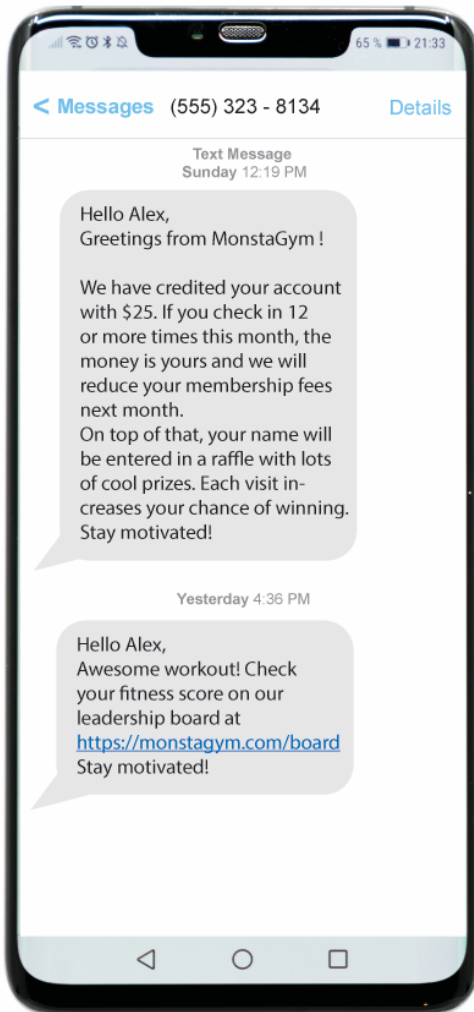 65 % 21:33
< Messages (555) 323 - 8134 Details
Text Message
Sunday 12:19 PM
Hello Alex,
Greetings from MonstaGym !
We have credited your account
with $25. If you check in 12
or more times this month, the
money is yours and we will
reduce your membership fees
next month.
On top of that, your name will
be entered in a raffle with lots
of cool prizes. Each visit in-
creases your chance of winning.
Stay motivated!
Yesterday 4:36 PM
Hello Alex,
Awesome workout! Check
your fitness score on our
leadership board at
https://monstagym.com/board
Stay motivated!